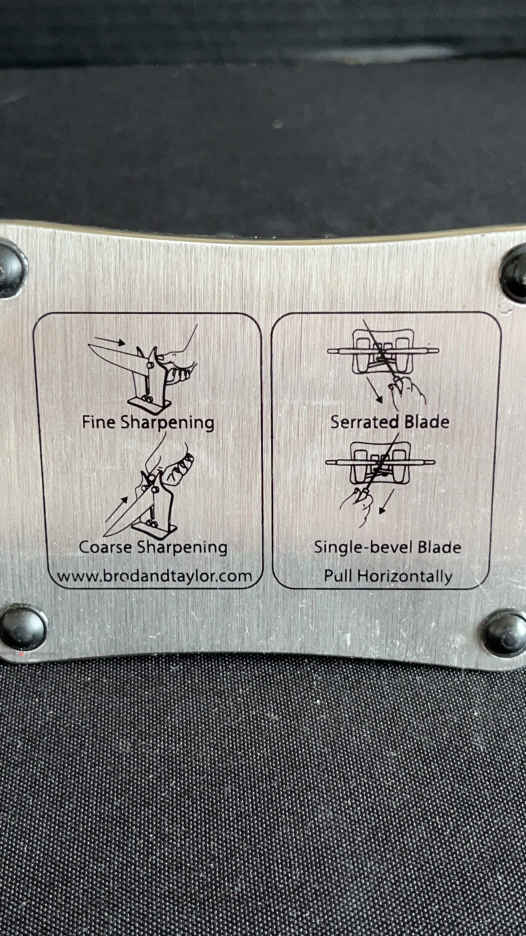 Fine Sharpening
Coarse Sharpening
www.brodandtaylor.com
Serrated Blade
Single-bevel Blade
Pull Horizontally